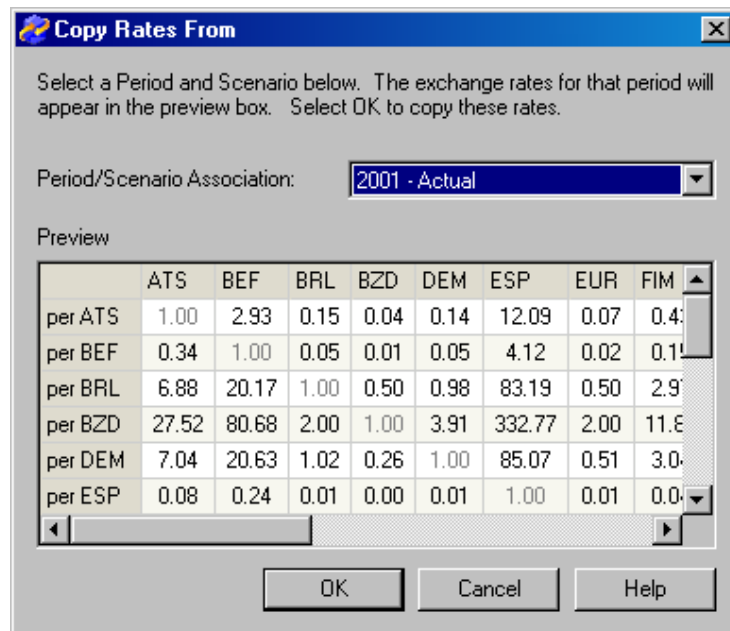 Copy Rates From
Select a Period and Scenario below. The exchange rates for that period will
appear in the preview box. Select OK to copy these rates.
Period/Scenario Association: 2001 - Actual
Preview
ATS BEF BRL BZD DEM ESP EUR FIM
per ATS 1.00 2.93 0.15 0.04 0.14 12.09 0.07
per BEF 0.34 1.00 0.05 0.01 0.05 4.12 0.02
per BRL 6.88 20.17 1.00 0.50 0.98 83.19 0.50
per BZD 27.52 80.68 2.00 1.00 3.91 332.77 2.00
per DEM 7.04 20.63 1.02 0.26 1.00 85.07 0.51
per ESP 0.08 0.24 0.01 0.00 0.01 1.00 0.01
OK Cancel Help